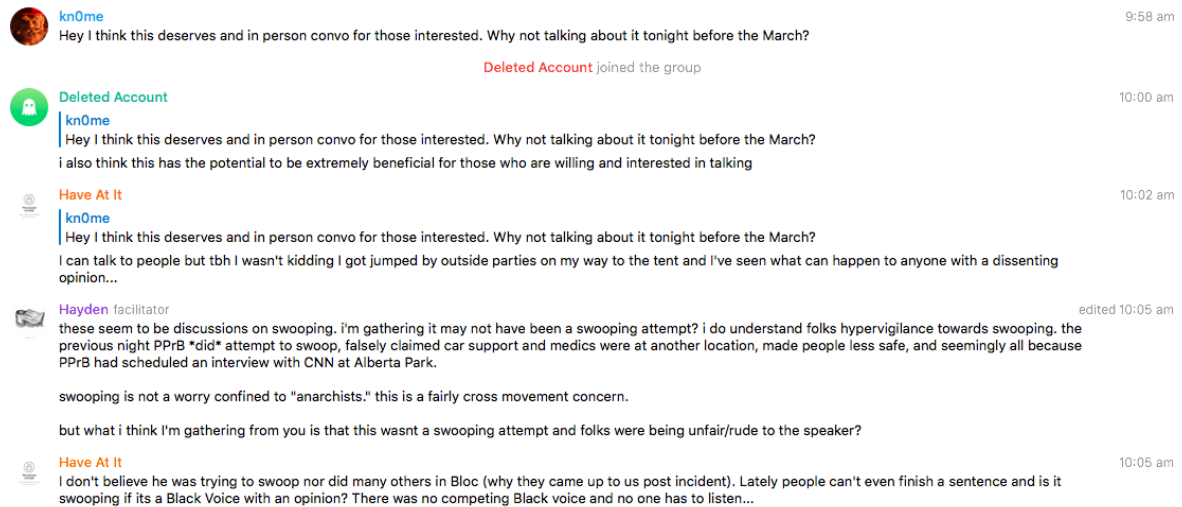 kn0me
9:58 am
Hey I think this deserves and in person convo for those interested. Why not talking about it tonight before the March?
Deleted Account joined the group
Deleted Account
10:00 am
kn0me
Hey I think this deserves and in person convo for those interested. Why not talking about it tonight before the March?
i also think this has the potential to be extremely beneficial for those who are willing and interested in talking
Have At It
10:02 am
kn0me
Hey I think this deserves and in person convo for those interested. Why not talking about it tonight before the March?
I can talk to people but tbh I wasn't kidding I got jumped by outside parties on my way to the tent and I've seen what can happen to anyone with a dissenting
opinion...
Hayden facilitator
edited 10:05 am
these seem to be discussions on swooping. i'm gathering it may not have been a swooping attempt? i do understand folks hypervigilance towards swooping. the
previous night PPrB *did* attempt to swoop, falsely claimed car support and medics were at another location, made people less safe, and seemingly all because
PPrB had scheduled an interview with CNN at Alberta Park.
swooping is not a worry confined to "anarchists." this is a fairly cross movement concern.
but what i think I'm gathering from you is that this wasnt a swooping attempt and folks were being unfair/rude to the speaker?
Have At It
10:05 am
I don't believe he was trying to swoop nor did many others in Bloc (why they came up to us post incident). Lately people can't even finish a sentence and is it
swooping if its a Black Voice with an opinion? There was no competing Black voice and no one has to listen...